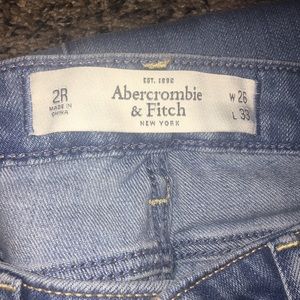 EST. 1892
2R
MADE IN
CHINA
Abercrombie
& Fitch
NEW YORK
W 26
L 33